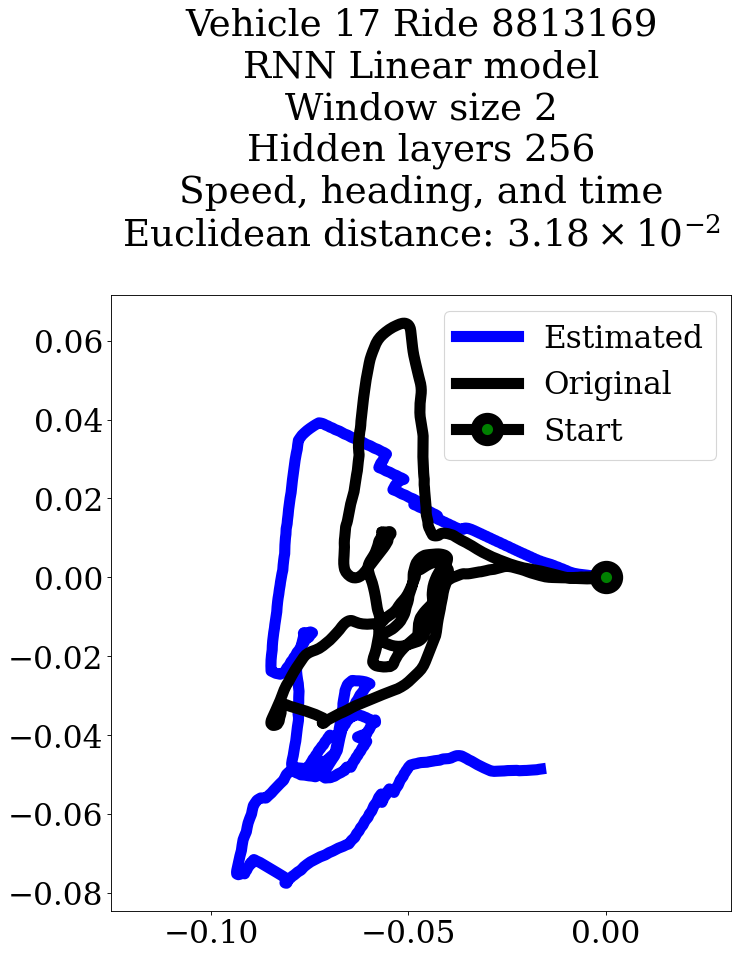 Vehicle 17 Ride 8813169
RNN Linear model
Window size 2
Hidden layers 256
Speed, heading, and time
Euclidean distance: 3.18 × 10⁻²
Estimated
Original
Start
0.06
0.04
0.02
0.00
−0.02
−0.04
−0.06
−0.08
−0.10
−0.05
0.00